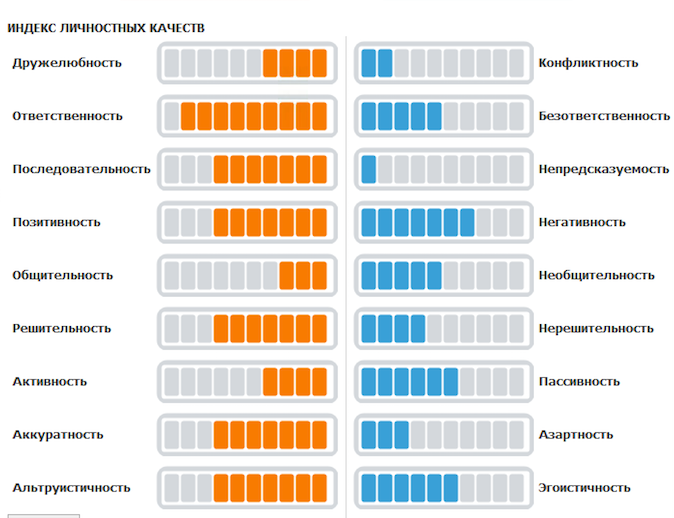 ИНДЕКС ЛИЧНОСТНЫХ КАЧЕСТВ
Дружелюбность Конфликтность
Ответственность Безответственность
Последовательность Непредсказуемость
Позитивность Негативность
Общительность Необщительность
Решительность Нерешительность
Активность Пассивность
Аккуратность Азартность
Альтруистичность Эгоистичность